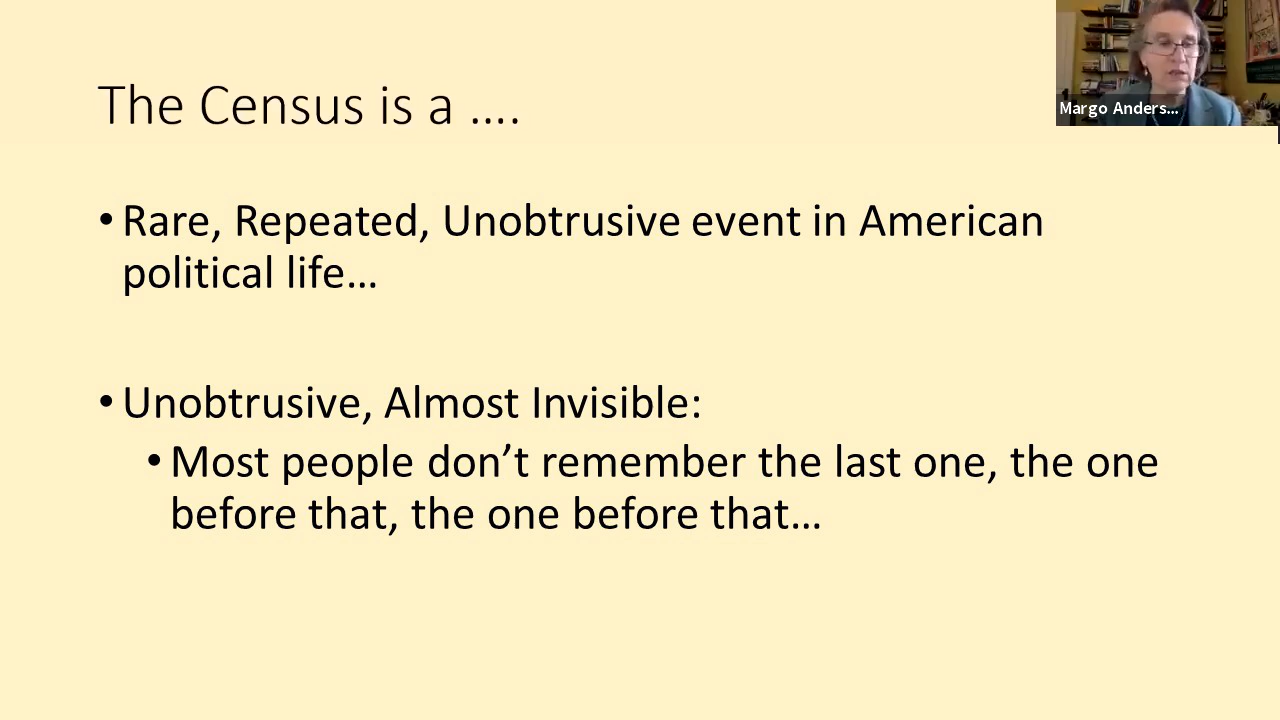 The Census is a ....
Margo Anders...
• Rare, Repeated, Unobtrusive event in American
political life…
• Unobtrusive, Almost Invisible:
• Most people don’t remember the last one, the one
before that, the one before that…